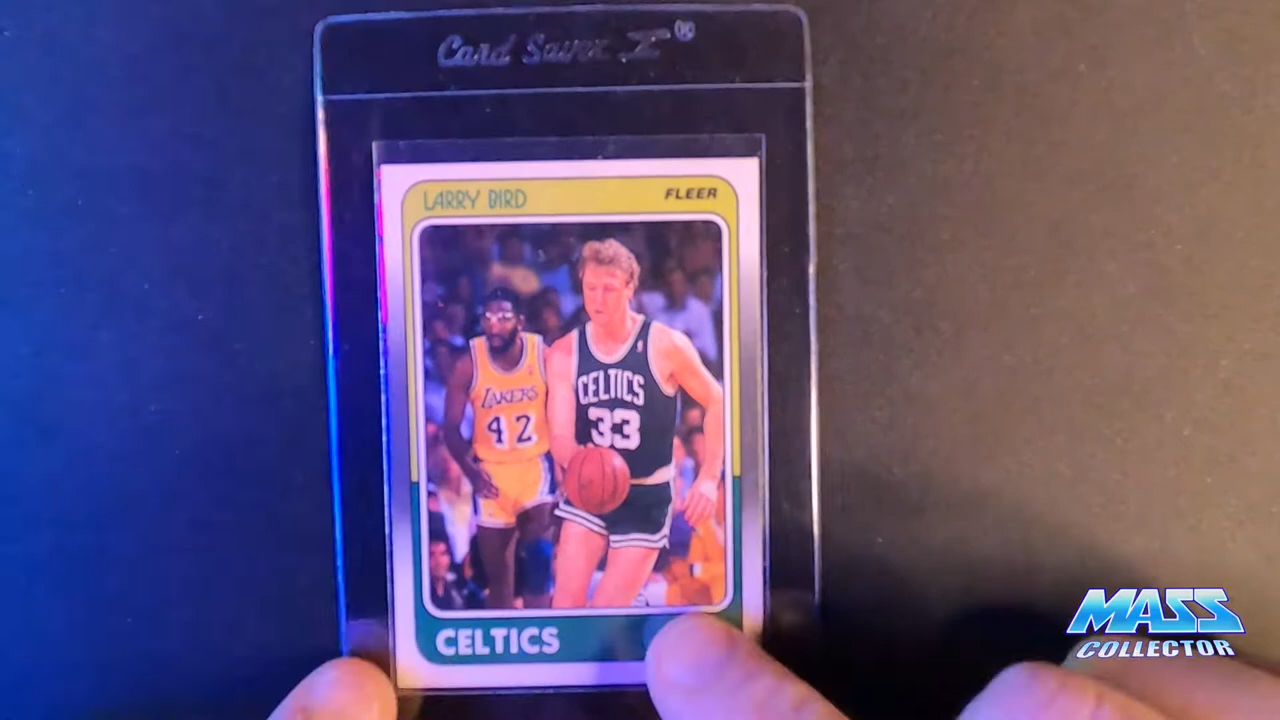 Card Saver I®
LARRY BIRD
FLEER
LAKERS
42
CELTICS
33
CELTICS
MASS
COLLECTOR